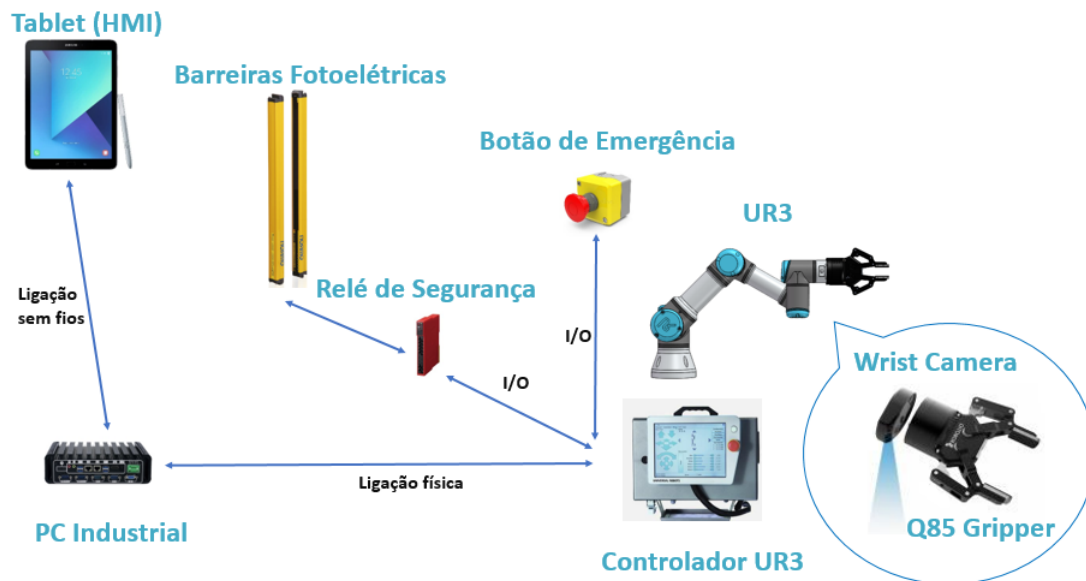 Tablet (HMI)
Barreiras Fotoelétricas
Botão de Emergência
UR3
Ligação
sem fios
Relé de Segurança
I/O
I/O
Wrist Camera
Ligação física
PC Industrial
Controlador UR3
Q85 Gripper